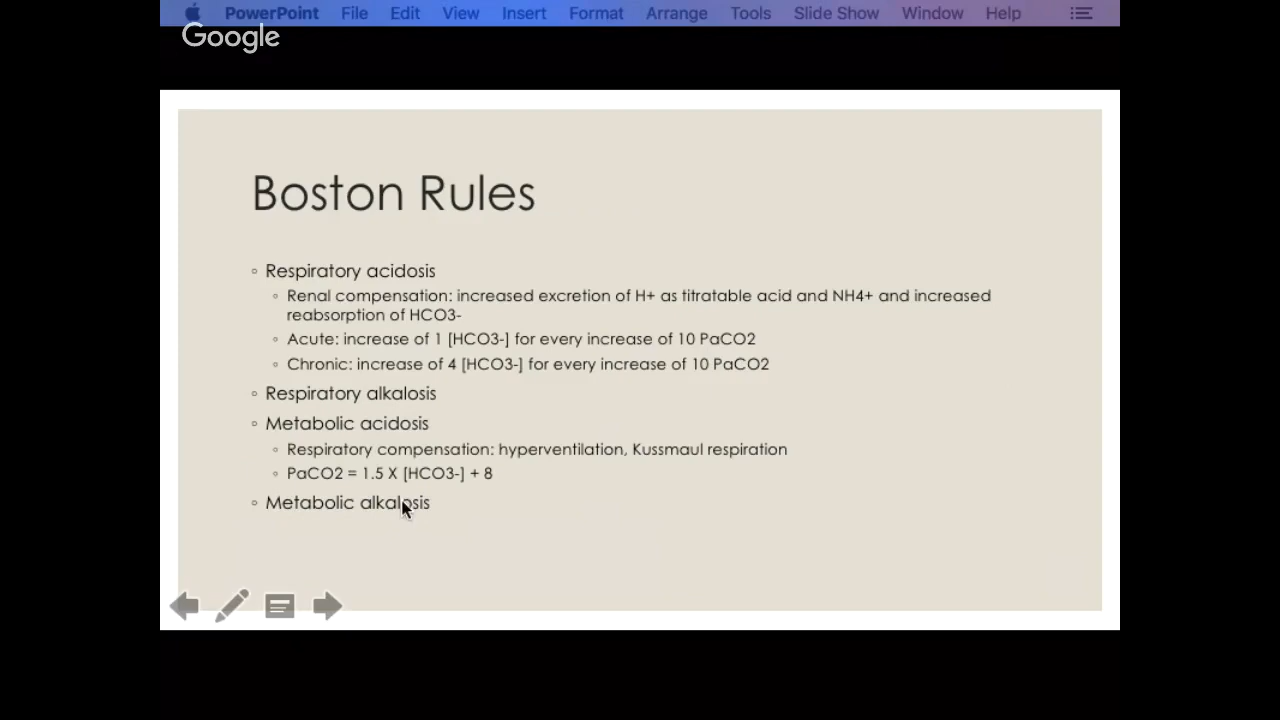 PowerPoint File Edit View Insert Format Arrange Tools Slide Show Window Help
Google
Boston Rules
Respiratory acidosis
Renal compensation: increased excretion of H+ as titratable acid and NH4+ and increased
reabsorption of HCO3-
Acute: increase of 1 [HCO3-] for every increase of 10 PaCO2
Chronic: increase of 4 [HCO3-] for every increase of 10 PaCO2
Respiratory alkalosis
Metabolic acidosis
Respiratory compensation: hyperventilation, Kussmaul respiration
PaCO2 = 1.5 X [HCO3-] + 8
Metabolic alkalosis